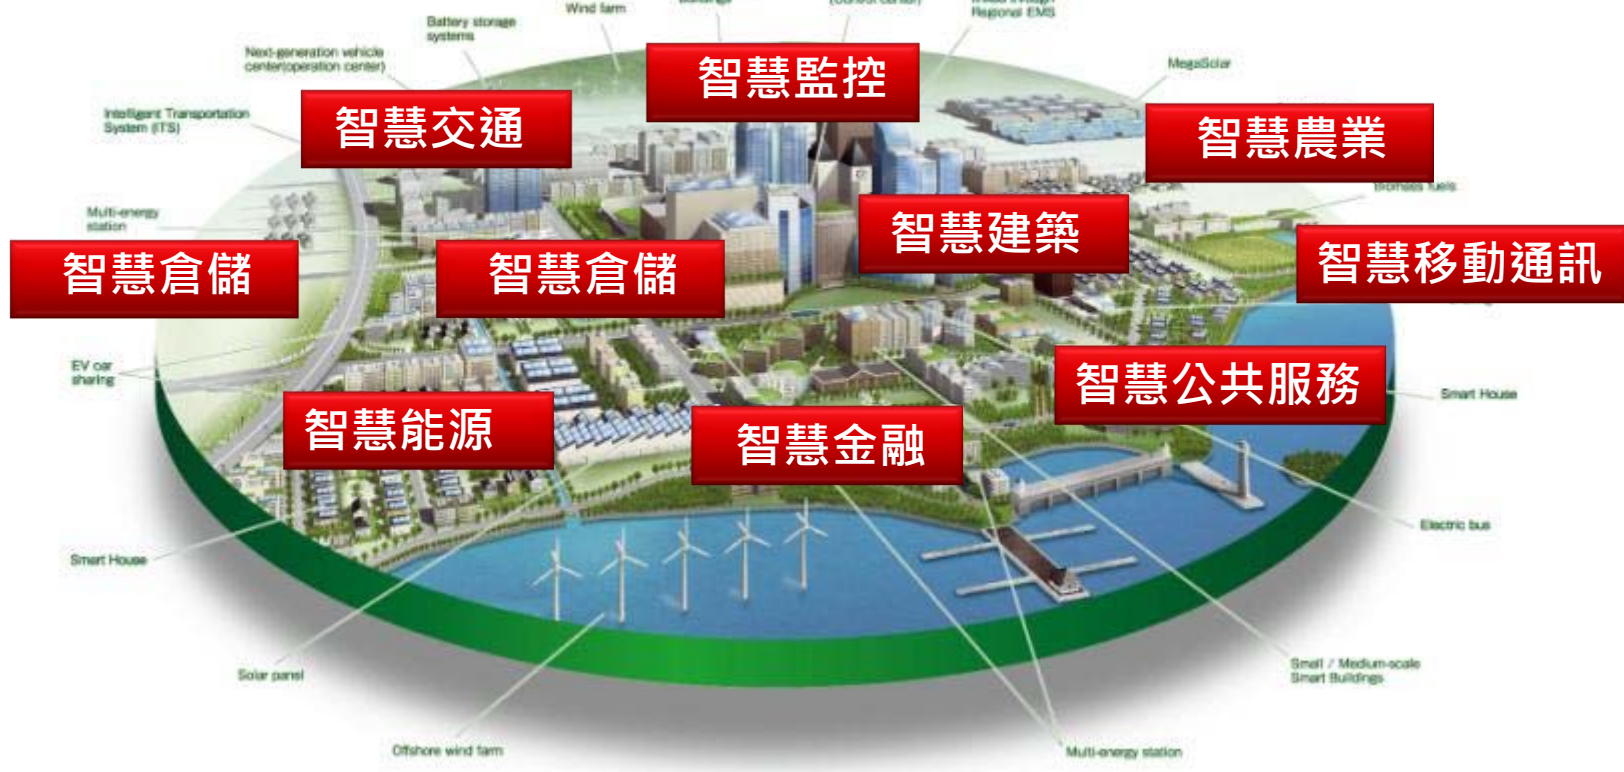 Wind farm
Battery storage
systems
Regional EMS
Next-generation vehicle
center(operation center)
智慧監控
MegaSolar
智慧交通
Intelligent Transportation
System (ITS)
智慧農業
Biomass fuels
Multi-energy
station
智慧建築
智慧倉儲
智慧倉儲
智慧移動通訊
EV car
sharing
智慧公共服務
Smart House
智慧能源
智慧金融
Electric bus
Smart House
Small / Medium-scale
Smart Buildings
Solar panel
Offshore wind farm
Multi-energy station